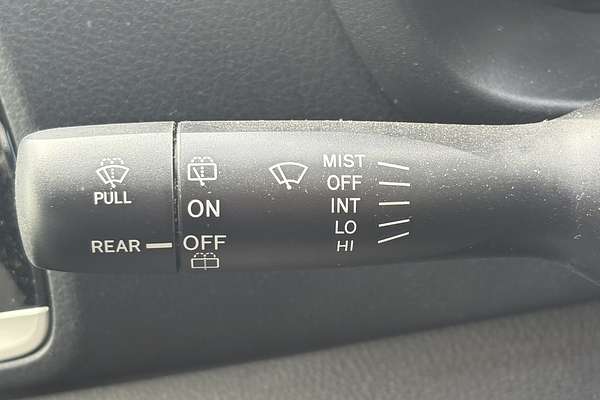 PULL
REAR
ON
OFF
MIST
OFF
INT
LO
HI